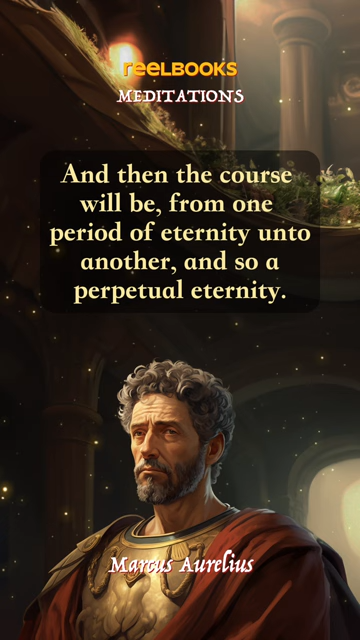 reelbooks
MEDITATIONS
And then the course
will be, from one
period of eternity unto
another, and so a
perpetual eternity.
Marcus Aurelius